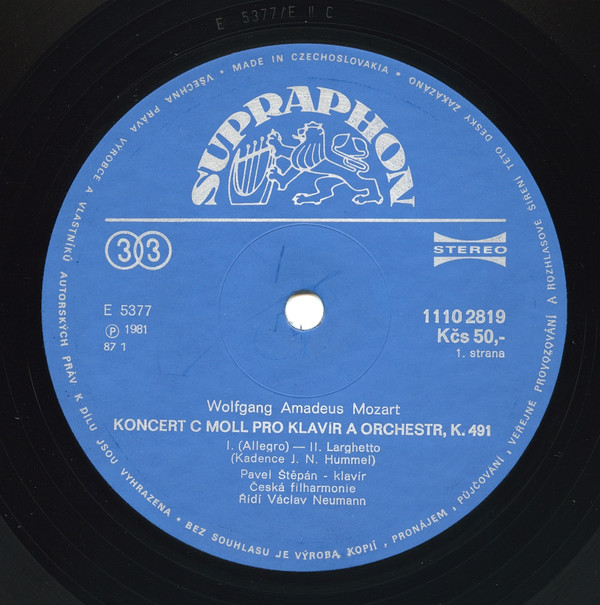 E 5377/E II C
• MADE IN CZECHOSLOVAKIA • VŠECHNA PRÁVA VÝROBCE A VLASTNÍKŮ AUTORSKÝCH PRÁV K DÍLU JSOU VYHRAZENA • BEZ SOUHLASU JE VÝROBA KOPIÍ, PRONÁJEM, PŮJČOVÁNÍ, VEŘEJNÉ PROVOZOVÁNÍ A ROZHLASOVÉ ŠÍŘENÍ TÉTO DESKY ZAKÁZÁNO
SUPRAPHON
33
STEREO
E 5377
Ⓟ 1981
87 1
1110 2819
Kčs 50,-
1. strana
Wolfgang Amadeus Mozart
KONCERT C MOLL PRO KLAVÍR A ORCHESTR, K. 491
I. (Allegro) — II. Larghetto
(Kadence J. N. Hummel)
Pavel Štěpán - klavír
Česká filharmonie
Řídí Václav Neumann